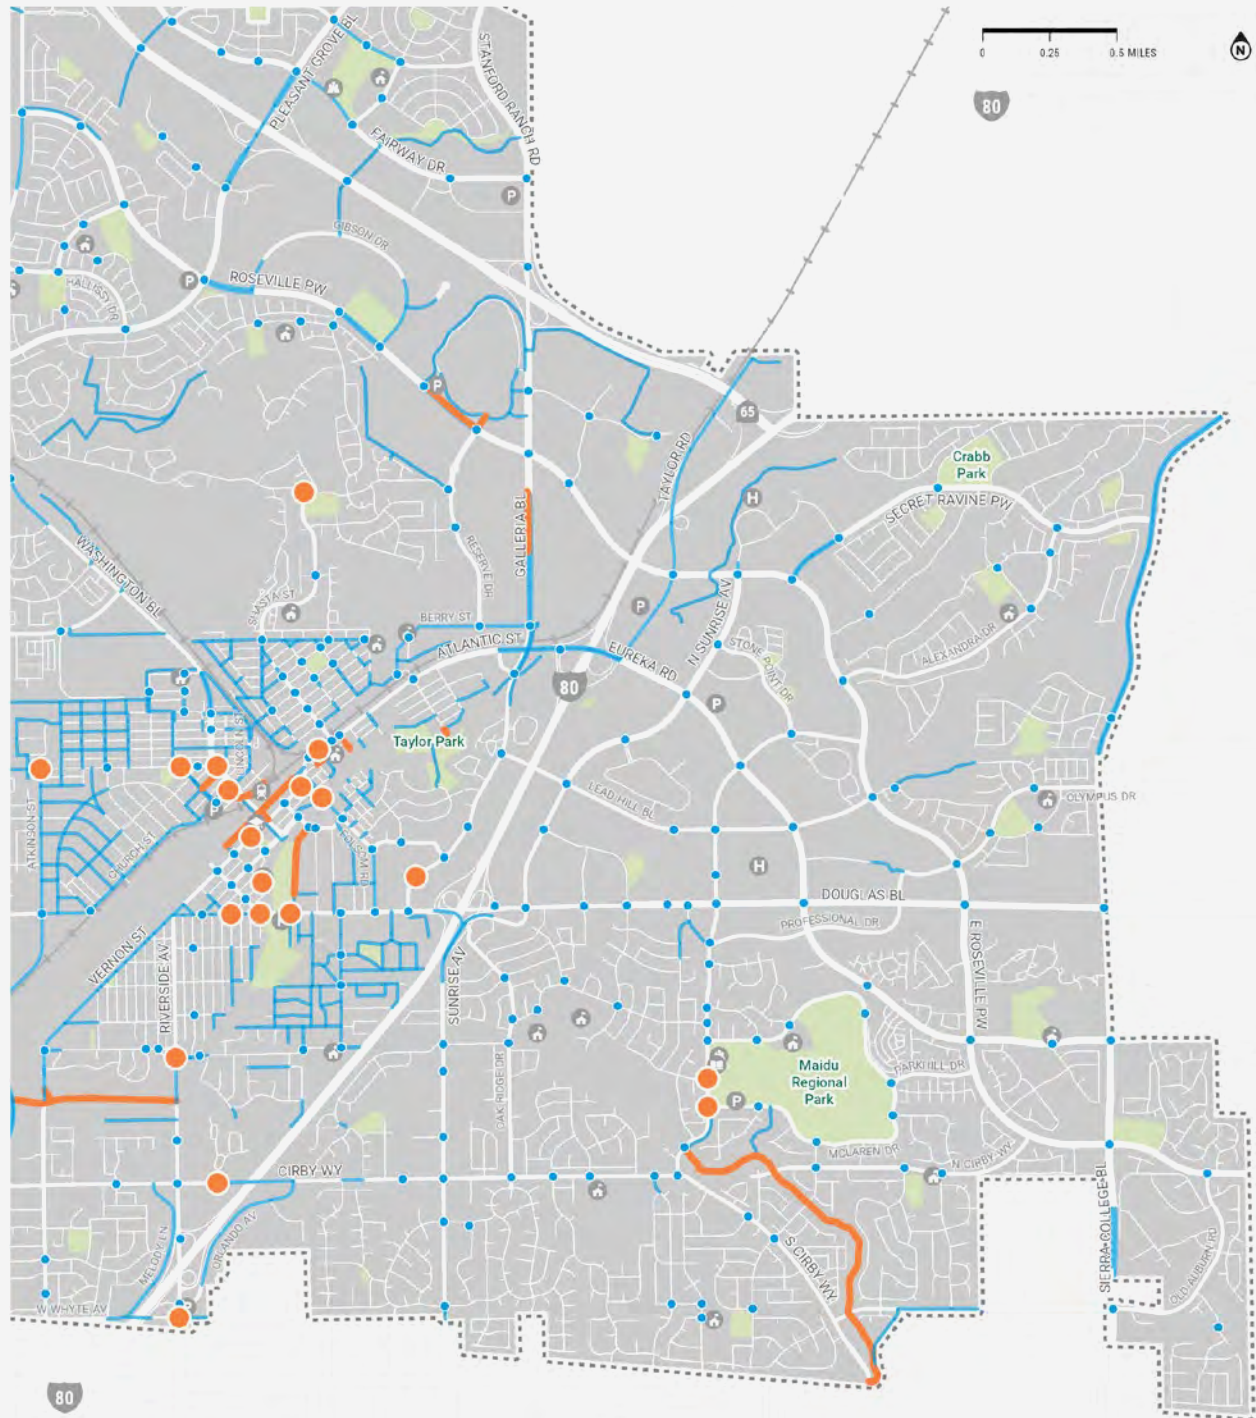 0 0.25 0.5 MILES
N
80
PLEASANT GROVE BL
STANFORD RANCH RD
FAIRWAY DR
P
GIBSON DR
ROSEVILLE PW
P
HALLISSY DR
P
65
TAYLOR RD
Crabb
Park
SECRET RAVINE PW
H
GALLERIA BL
WASHINGTON BL
RESERVE DR
SHASTA ST
BERRY ST
ATLANTIC ST
P
EUREKA RD
N SUNRISE AV
STONE POINT DR
ALEXANDRA DR
80
P
LINCOLN ST
Taylor Park
LEAD HILL BL
OLYMPUS DR
P
ATKINSON ST
CHURCH ST
FOLSOM RD
H
DOUGLAS BL
PROFESSIONAL DR
VERNON ST
RIVERSIDE AV
SUNRISE AV
E ROSEVILLE PW
OAK RIDGE DR
Maidu
Regional
Park
PARKHILL DR
P
MCLAREN DR
N CIRBY WY
CIRBY WY
SIERRA COLLEGE BL
MELODY LN
ORLANDO AV
S CIRBY WY
OLD AUBURN RD
W WHYTE AV
80